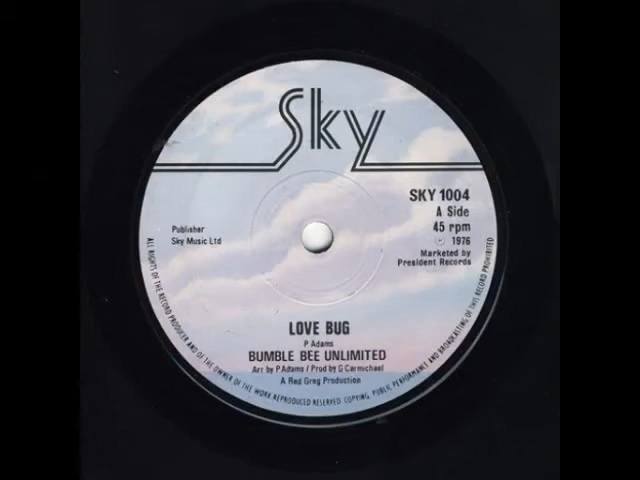 Sky
SKY 1004
A Side
45 rpm
℗ 1976
Marketed by
President Records
Publisher
Sky Music Ltd
LOVE BUG
P Adams
BUMBLE BEE UNLIMITED
Arr by P Adams / Prod by G Carmichael
A Red Greg Production
ALL RIGHTS OF THE RECORD PRODUCER AND OF THE OWNER OF THE WORK REPRODUCED RESERVED. COPYING, PUBLIC PERFORMANCE AND BROADCASTING OF THIS RECORD PROHIBITED